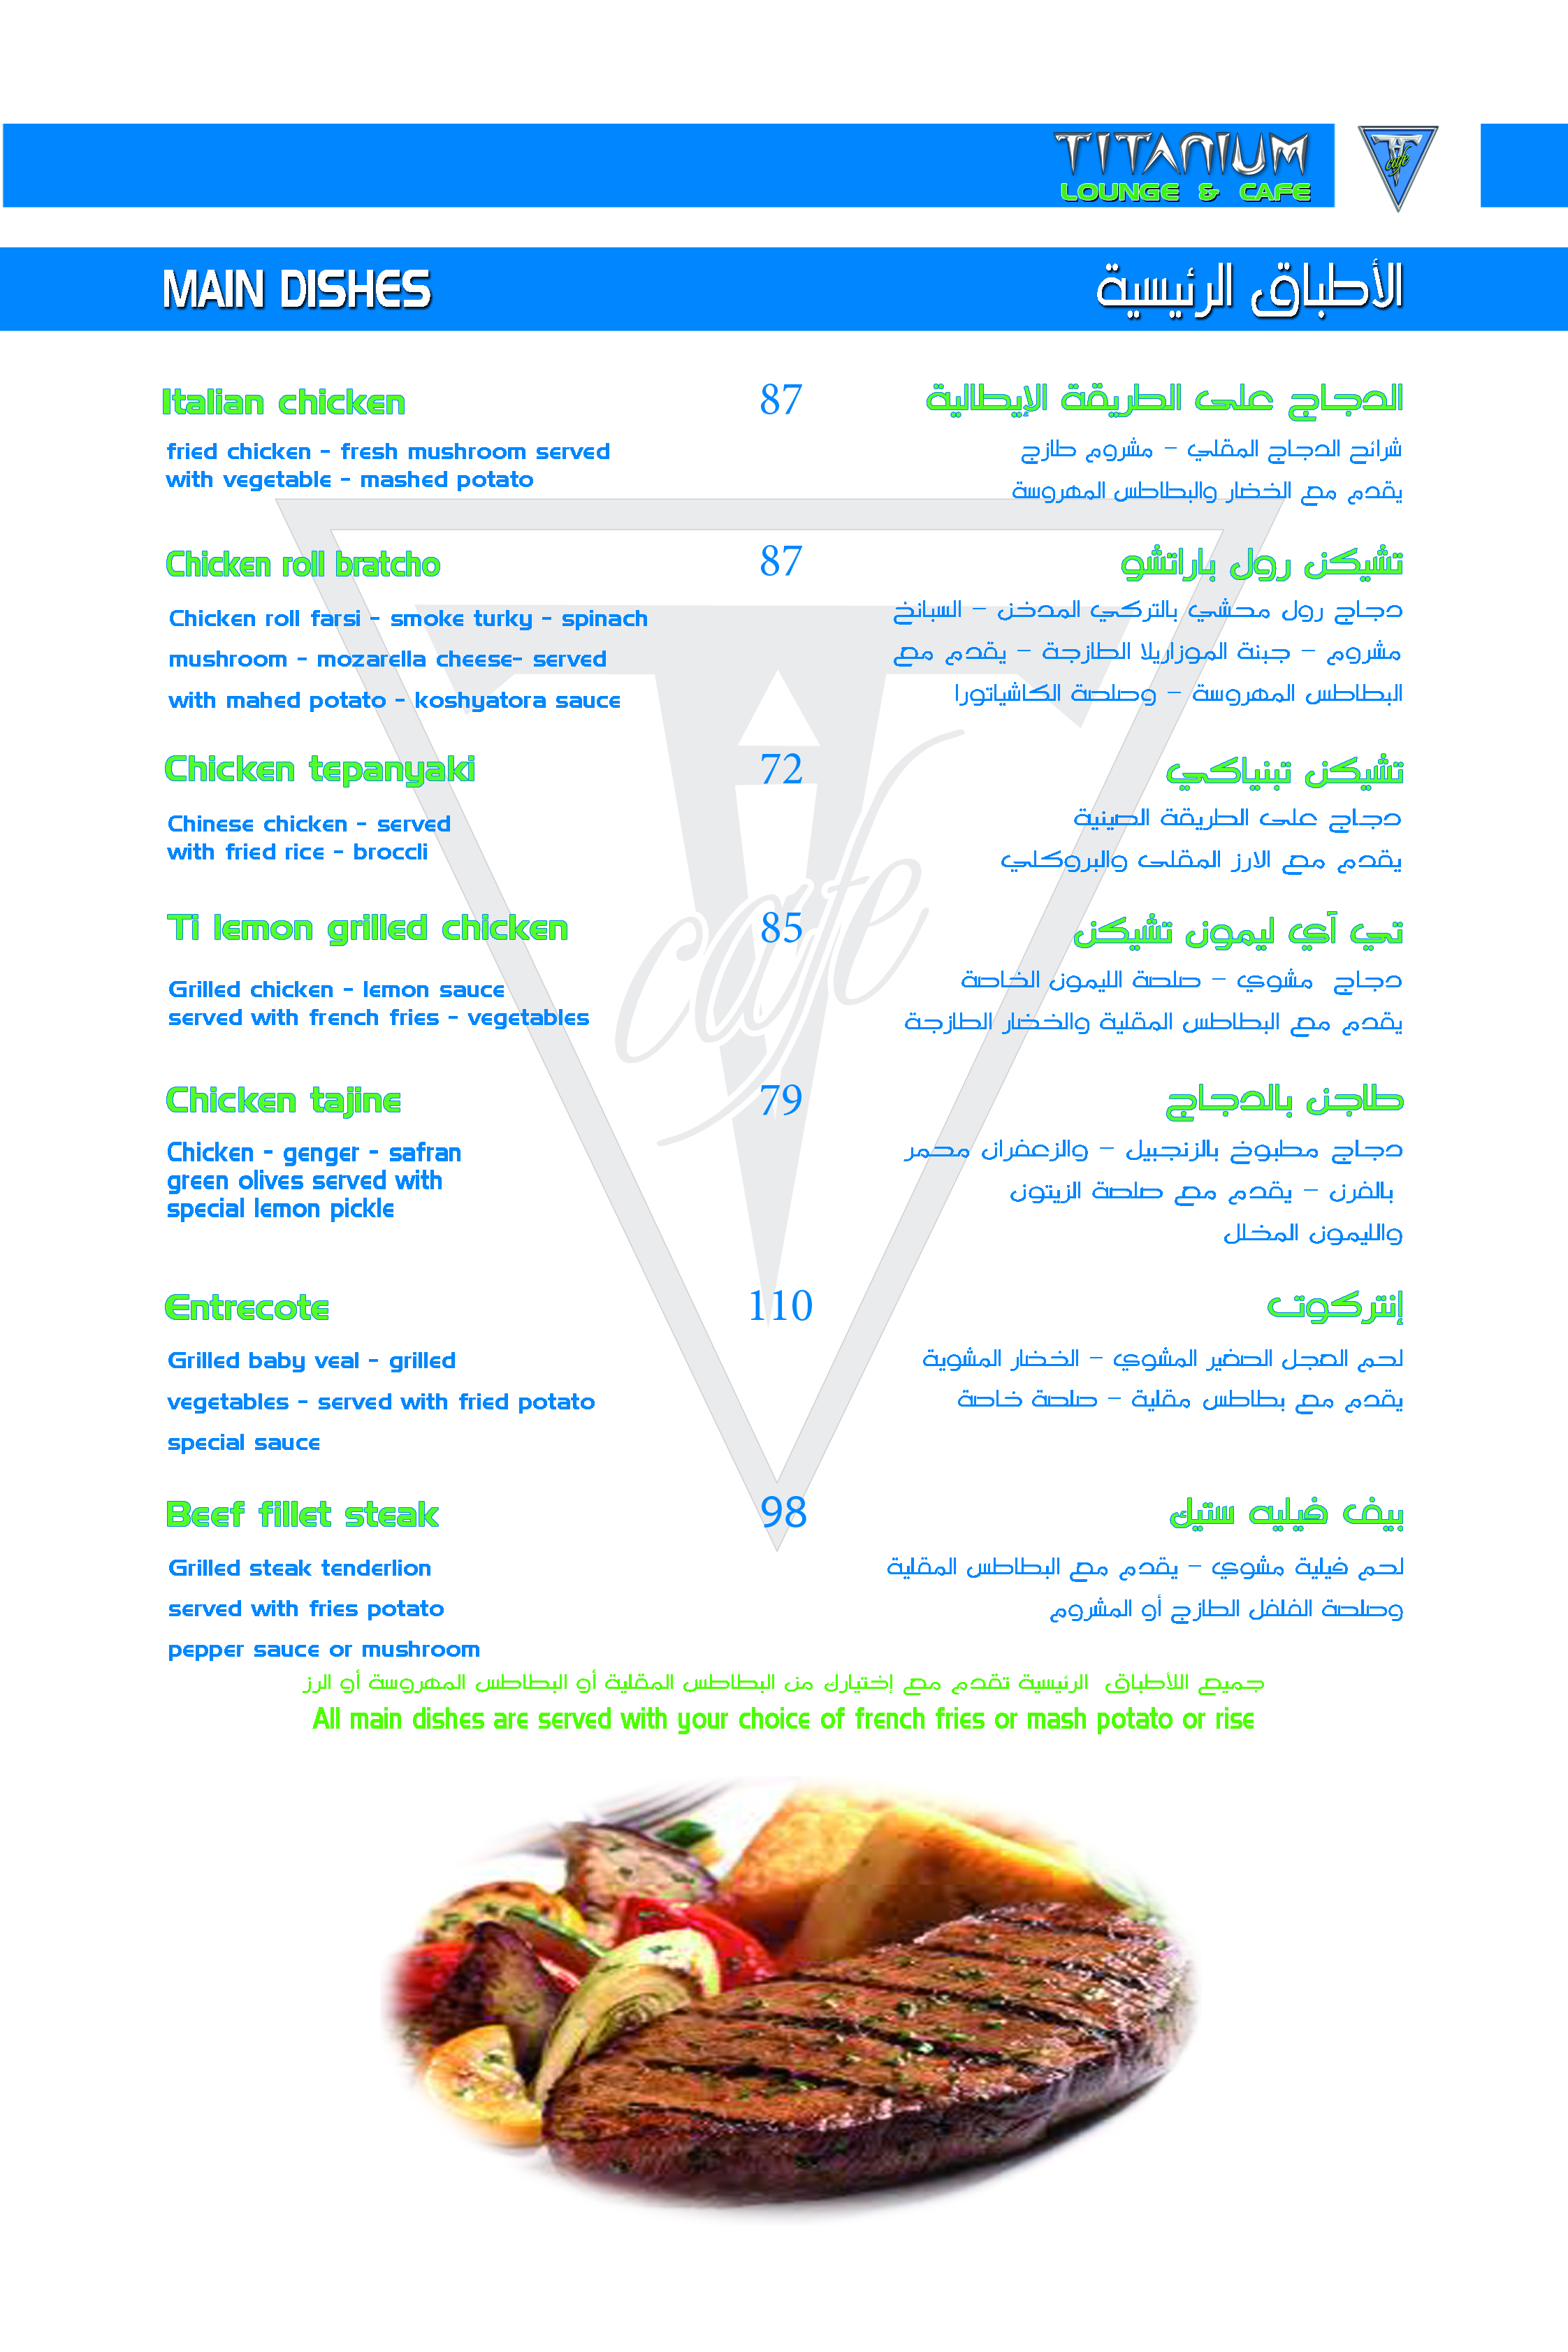 TITANIUM
LOUNGE & CAFE
T
cafe
MAIN DISHES
الأطباق الرئيسية
Italian chicken
87
الدجاج على الطريقة الإيطالية
fried chicken - fresh mushroom served
with vegetable - mashed potato
شرائح الدجاج المقلي - مشروم طازج
يقدم مع الخضار والبطاطس المهروسة
Chicken roll bratcho
87
تشيكن رول باراتشو
Chicken roll farsi - smoke turky - spinach
mushroom - mozarella cheese- served
with mahed potato - koshyatora sauce
دجاج رول محشي بالتركي المدخن - السبانخ
مشروم - جبنة الموزاريلا الطازجة - يقدم مع
البطاطس المهروسة - وصلصة الكاشياتورا
Chicken tepanyaki
72
تشيكن تبنياكي
Chinese chicken - served
with fried rice - broccli
دجاج على الطريقة الصينية
يقدم مع الارز المقلى والبروكلي
Ti lemon grilled chicken
85
تي آي ليمون تشيكن
Grilled chicken - lemon sauce
served with french fries - vegetables
دجاج مشوي - صلصة الليمون الخاصة
يقدم مع البطاطس المقلية والخضار الطازجة
Chicken tajine
79
طاجن بالدجاج
Chicken - genger - safran
green olives served with
special lemon pickle
دجاج مطبوخ بالزنجبيل - والزعفران محمر
بالفرن - يقدم مع صلصة الزيتون
والليمون المخلل
Entrecote
110
إنتركوت
Grilled baby veal - grilled
vegetables - served with fried potato
special sauce
لحم العجل الصغير المشوي - الخضار المشوية
يقدم مع بطاطس مقلية - صلصة خاصة
Beef fillet steak
98
بيف فيليه ستيك
Grilled steak tenderlion
served with fries potato
pepper sauce or mushroom
لحم فيلية مشوي - يقدم مع البطاطس المقلية
وصلصة الفلفل الطازج أو المشروم
جميع اللأطباق الرئيسية تقدم مع إختيارك من البطاطس المقلية أو البطاطس المهروسة أو الرز
All main dishes are served with your choice of french fries or mash potato or rise
cafe